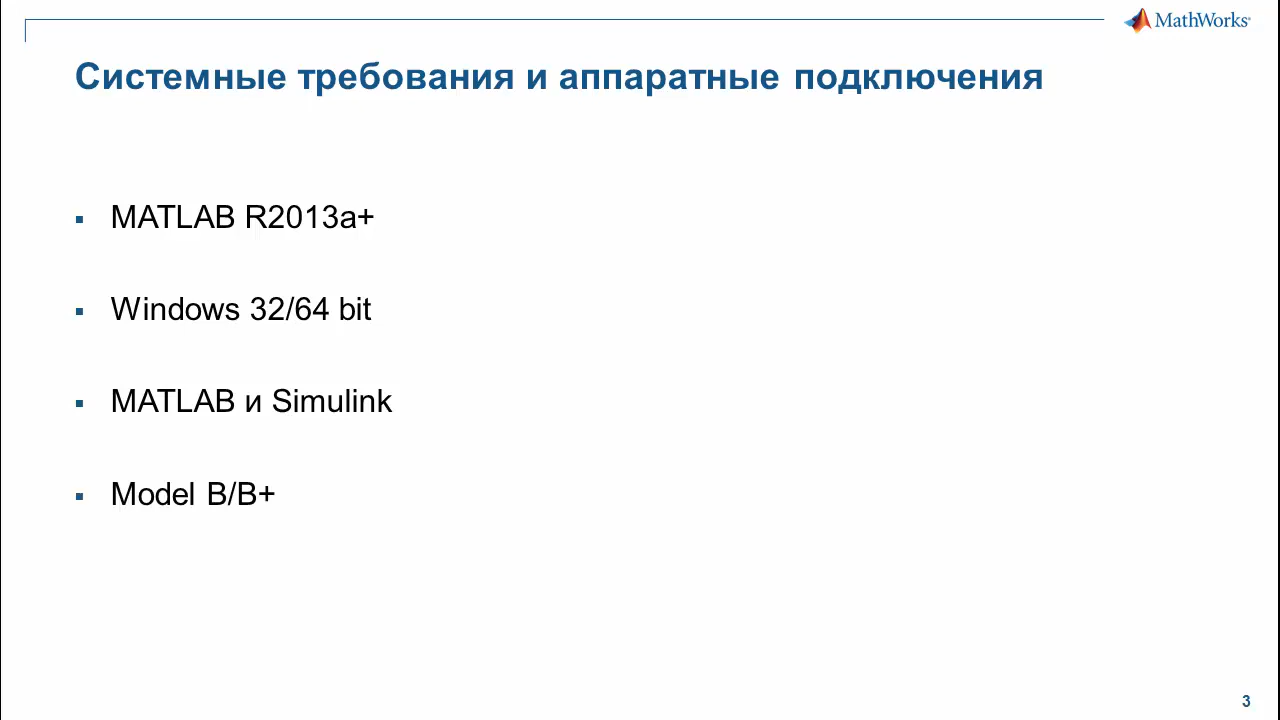 MathWorks®
Системные требования и аппаратные подключения
▪ MATLAB R2013a+
▪ Windows 32/64 bit
▪ MATLAB и Simulink
▪ Model B/B+
3